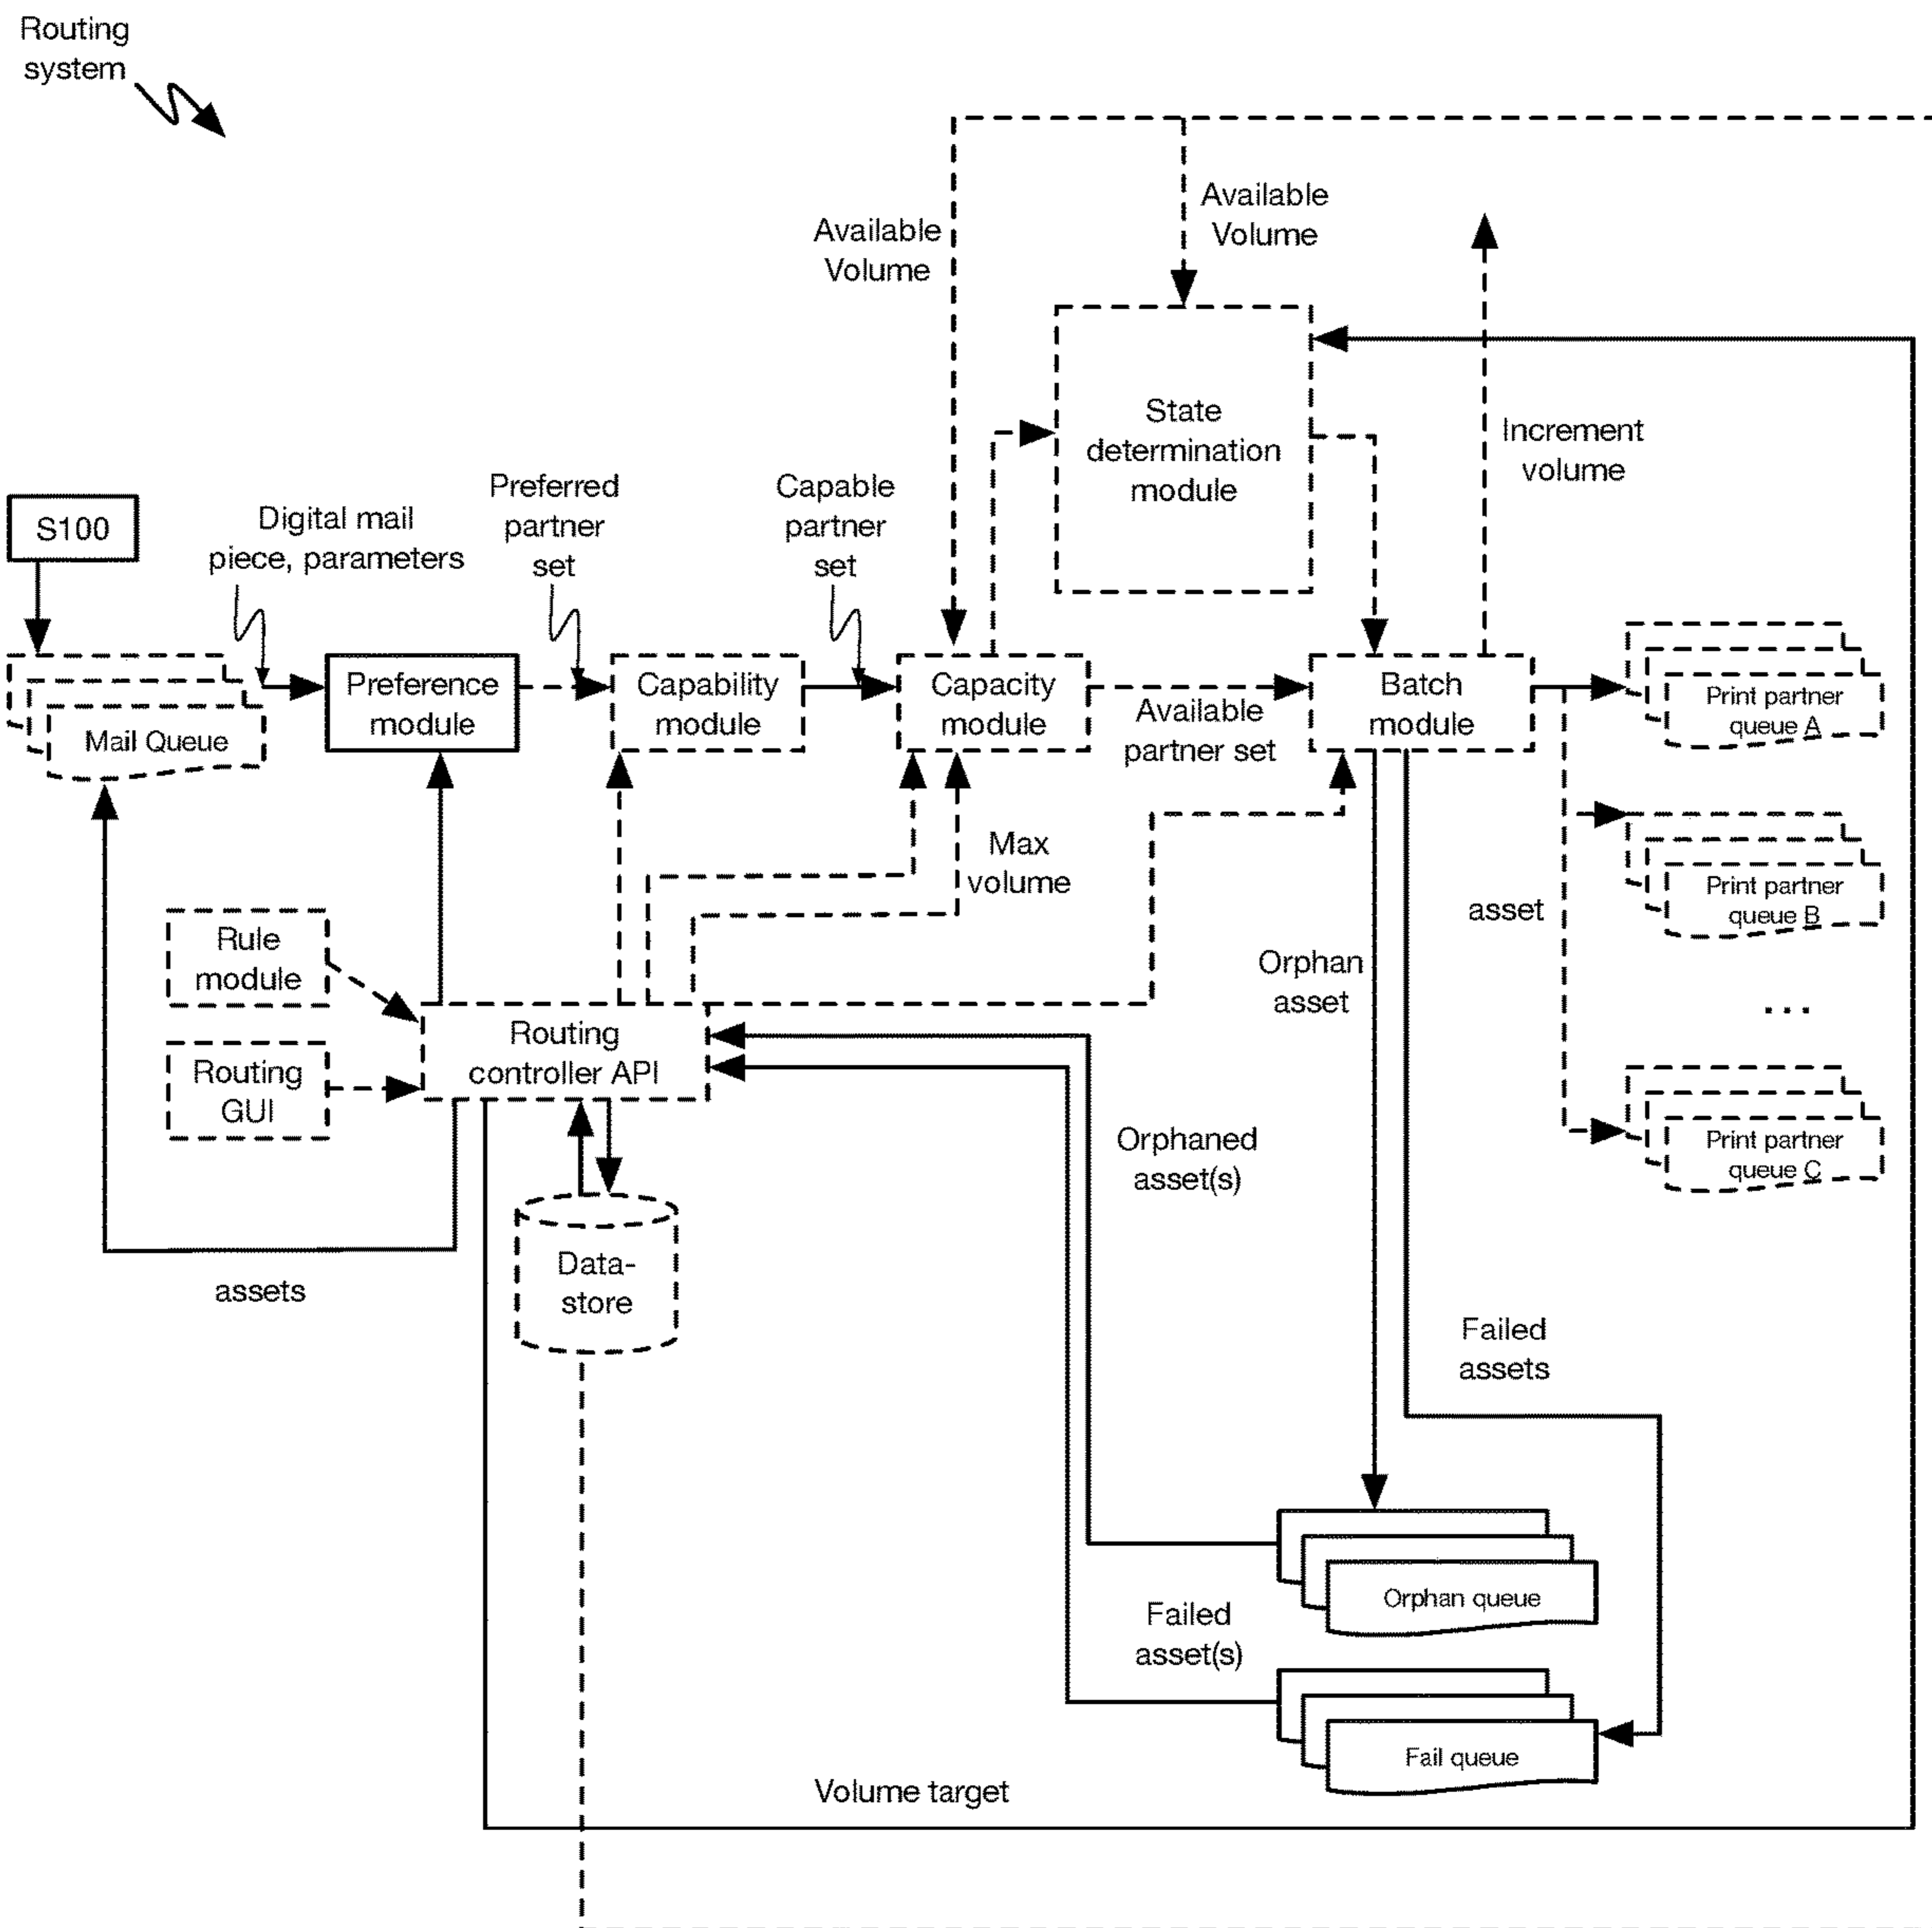 Routing
system
Available
Volume
Available
Volume
State
determination
module
Increment
volume
S100
Digital mail
piece, parameters
Preferred
partner
set
Capable
partner
set
Mail Queue
Preference
module
Capability
module
Capacity
module
Available
partner set
Batch
module
Print partner
queue A
Max
volume
Print partner
queue B
asset
Rule
module
Orphan
asset
...
Routing
controller API
Routing
GUI
Orphaned
asset(s)
Print partner
queue C
assets
Data-
store
Failed
assets
Orphan queue
Failed
asset(s)
Fail queue
Volume target